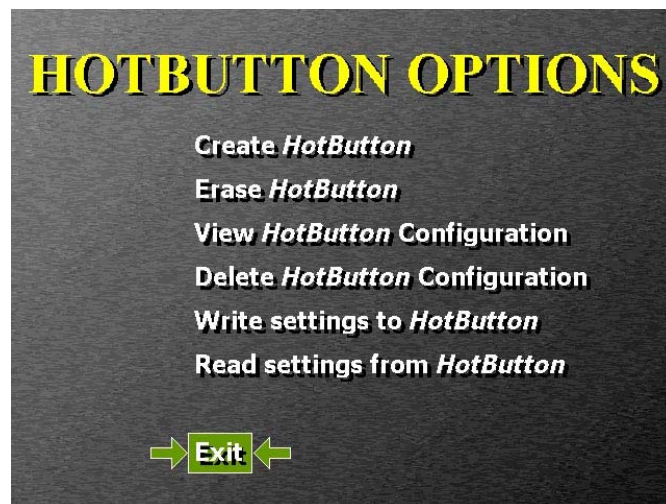 HOTBUTTON OPTIONS
Create HotButton
Erase HotButton
View HotButton Configuration
Delete HotButton Configuration
Write settings to HotButton
Read settings from HotButton
Exit